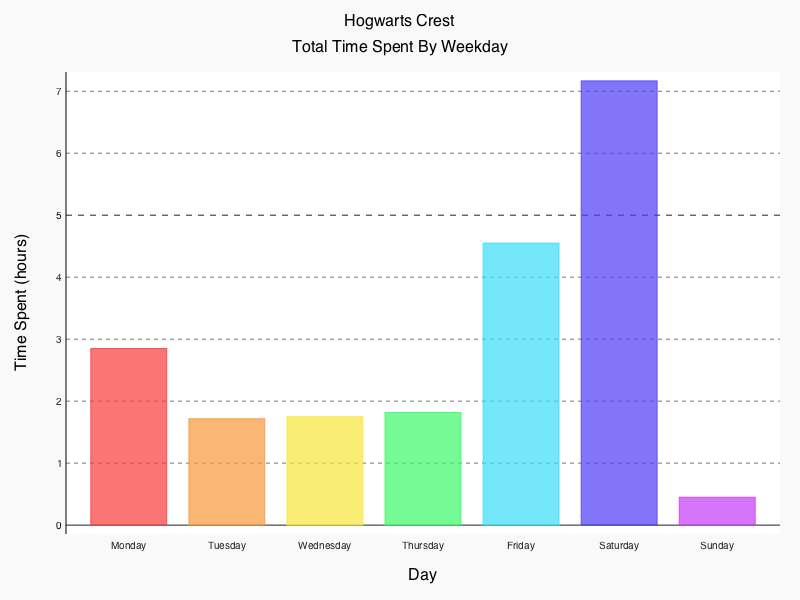 Hogwarts Crest
Total Time Spent By Weekday
Time Spent (hours)
7
6
5
4
3
2
1
0
Monday Tuesday Wednesday Thursday Friday Saturday Sunday
Day